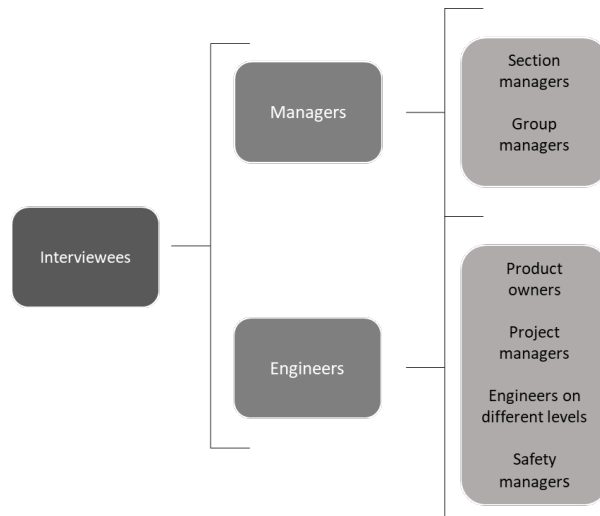 Interviewees
Managers
Section
managers
Group
managers
Engineers
Product
owners
Project
managers
Engineers on
different levels
Safety
managers